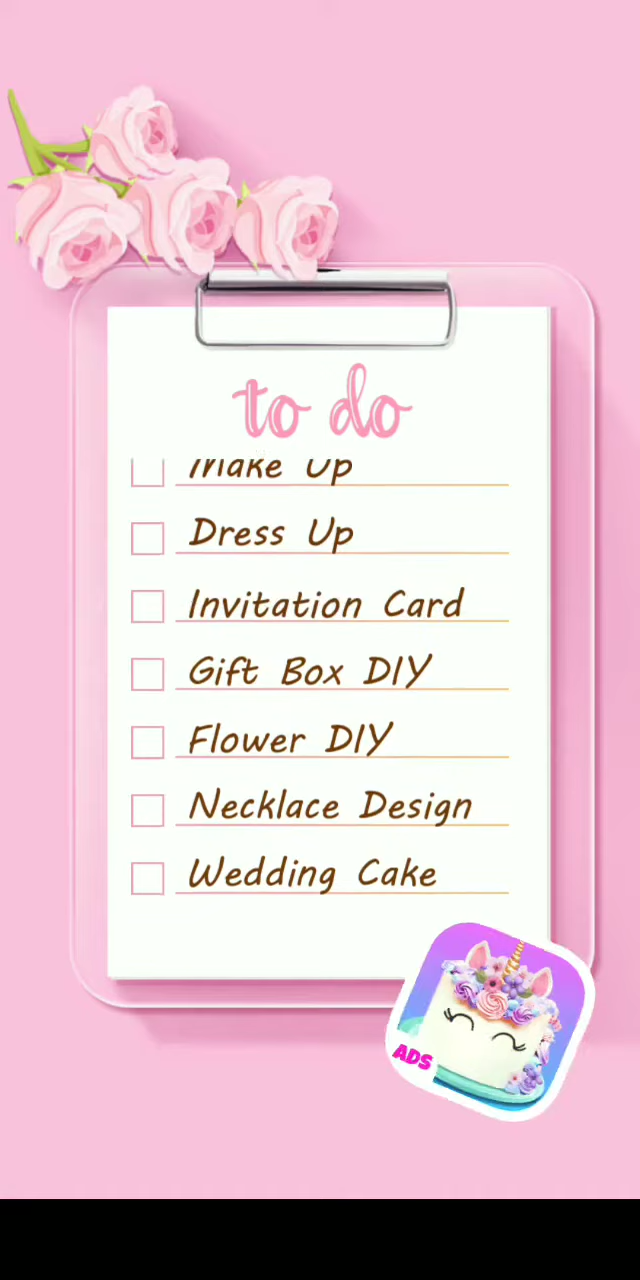 to do
Make Up
Dress Up
Invitation Card
Gift Box DIY
Flower DIY
Necklace Design
Wedding Cake
ADS